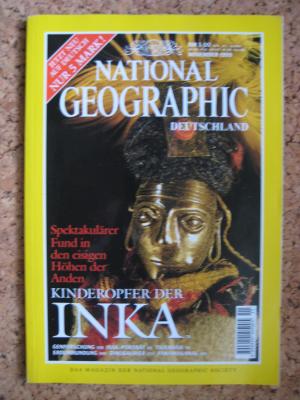 JETZT NEU
AUF DEUTSCH
NUR 5 MARK!
NATIONAL
GEOGRAPHIC
DEUTSCHLAND
Spektakulärer
Fund in
den eisigen
Höhen der
Anden
KINDEROPFER DER
INKA
DAS MAGAZIN DER NATIONAL GEOGRAPHIC SOCIETY